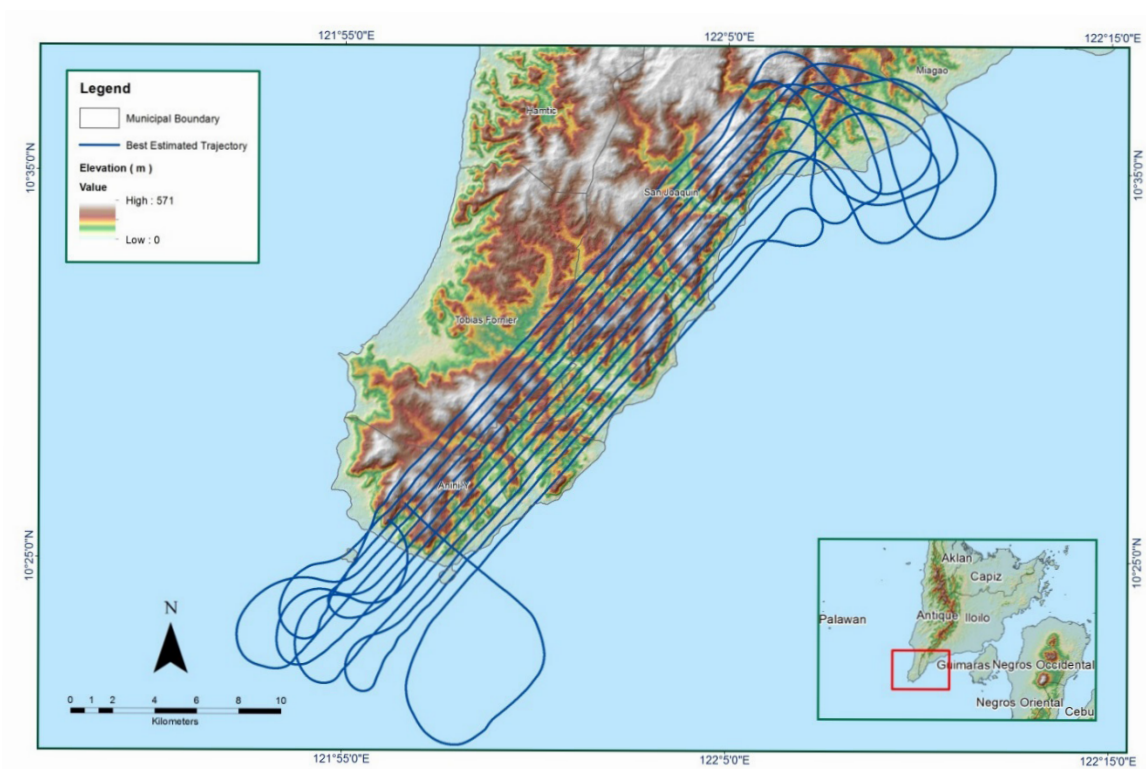 121°55'0"E
122°5'0"E
122°15'0"E
Legend
Municipal Boundary
Best Estimated Trajectory
Elevation ( m )
Value
High : 571
Low : 0
Miagao
Hamtic
San Joaquin
Tobias Fornier
10°35'0"N
10°35'0"N
10°25'0"N
10°25'0"N
N
0 1 2 4 6 8 10
Kilometers
Aklan
Capiz
Antique
Iloilo
Palawan
Guimaras
Negros Occidental
Negros Oriental
Cebu
121°55'0"E
122°5'0"E
122°15'0"E